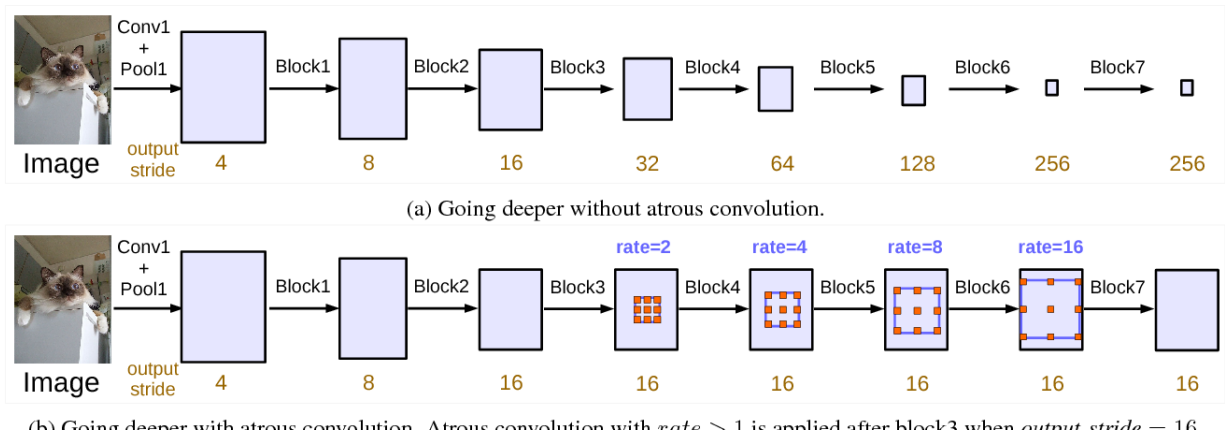 Conv1
+
Pool1
Block1 Block2 Block3 Block4 Block5 Block6 Block7
Image
output
stride
4 8 16 32 64 128 256 256
(a) Going deeper without atrous convolution.
rate=2 rate=4 rate=8 rate=16
Conv1
+
Pool1
Block1 Block2 Block3 Block4 Block5 Block6 Block7
Image
output
stride
4 8 16 16 16 16 16 16
(b) Going deeper with atrous convolution. Atrous convolution with rate > 1 is applied after block3 when output_stride = 16.